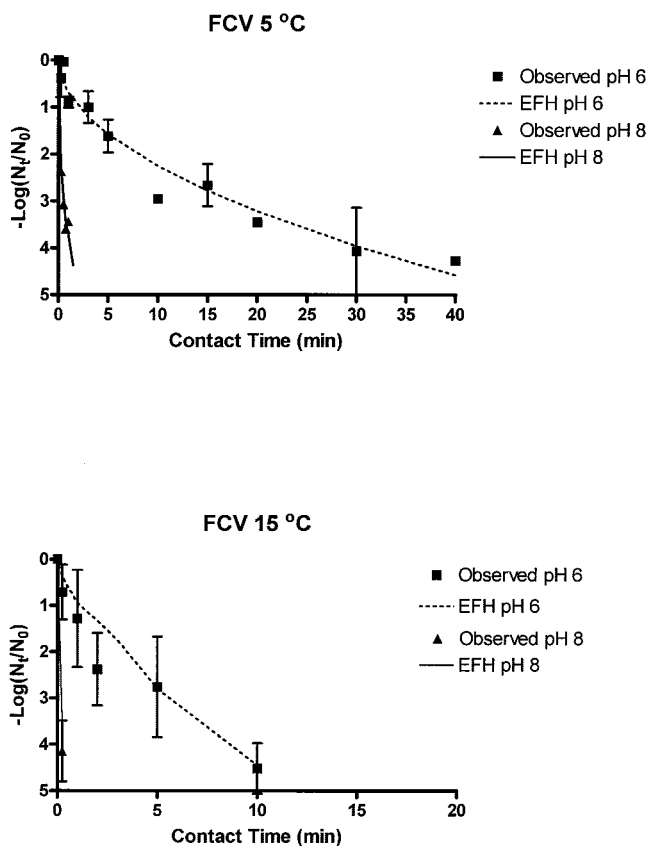 FCV 5 °C
0
1
2
3
4
5
-Log(Nt/N0)
0 5 10 15 20 25 30 35 40
Contact Time (min)
Observed pH 6
EFH pH 6
Observed pH 8
EFH pH 8
FCV 15 °C
0
1
2
3
4
5
-Log(Nt/N0)
0 5 10 15 20
Contact Time (min)
Observed pH 6
EFH pH 6
Observed pH 8
EFH pH 8